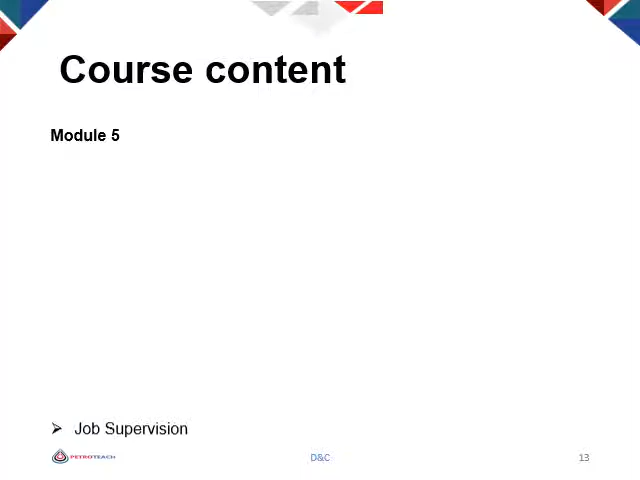 Course content
Module 5
➢ Job Supervision
PETROTEACH
D&C
13